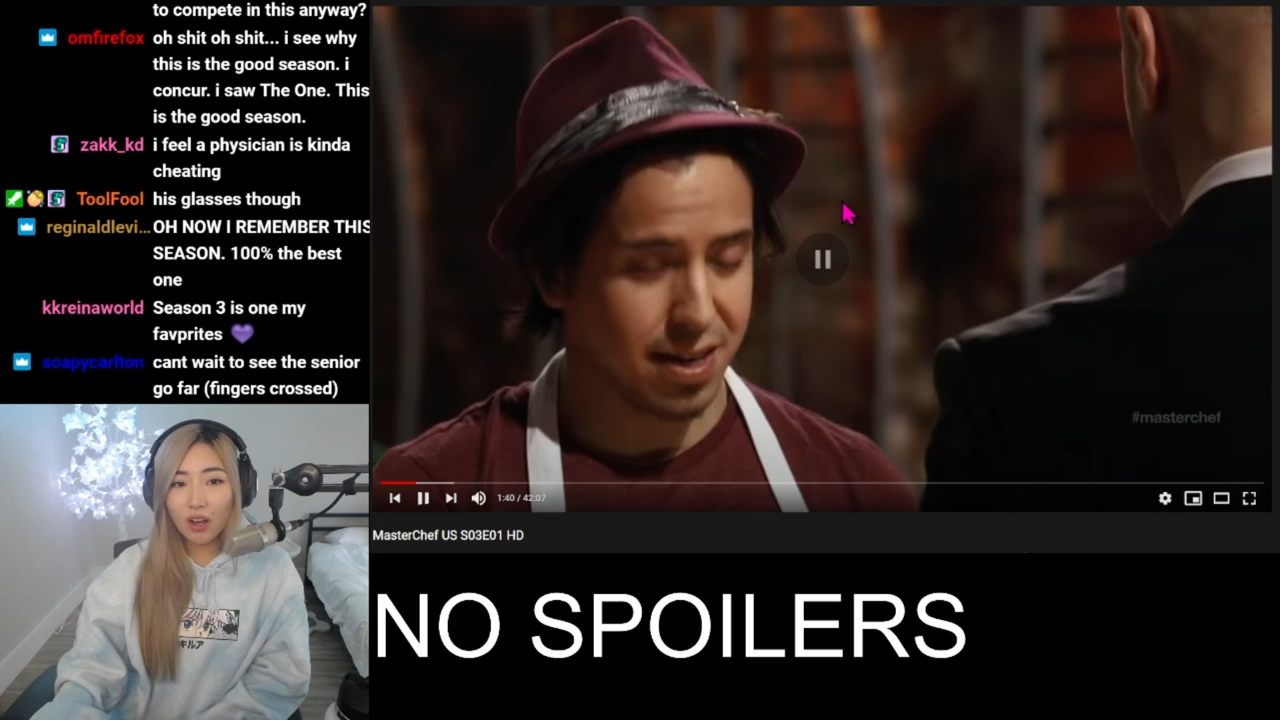 to compete in this anyway?
omfirefox oh shit oh shit... i see why
this is the good season. i
concur. i saw The One. This
is the good season.
zakk_kd i feel a physician is kinda
cheating
ToolFool his glasses though
reginaldlevi... OH NOW I REMEMBER THIS
SEASON. 100% the best
one
kkreinaworld Season 3 is one my
favprites
soapycarlton cant wait to see the senior
go far (fingers crossed)
#masterchef
1:40 / 42:07
MasterChef US S03E01 HD
NO SPOILERS
キルア